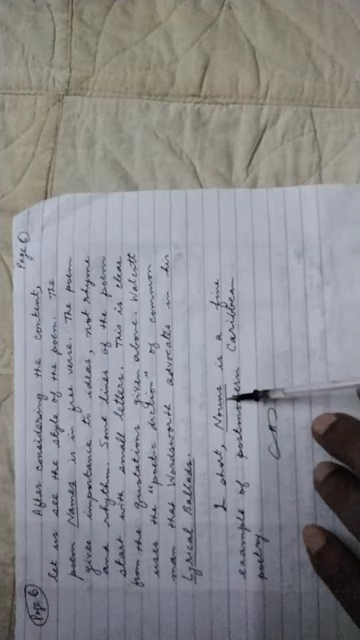 Page 6
Page 6
After considering the content,
let us see the style of the poem. The
poem Names is in free verse. The poem
gives importance to ideas, not rhyme
and rhythm. Some lines of the poem
start with small letters. This is clear
from the quotations given above. Walcott
uses the "poetic diction" of common
man that Wordsworth advocates in his
Lyrical Ballads.
In short, Names is a fine
example of postmodern Caribbean
poetry